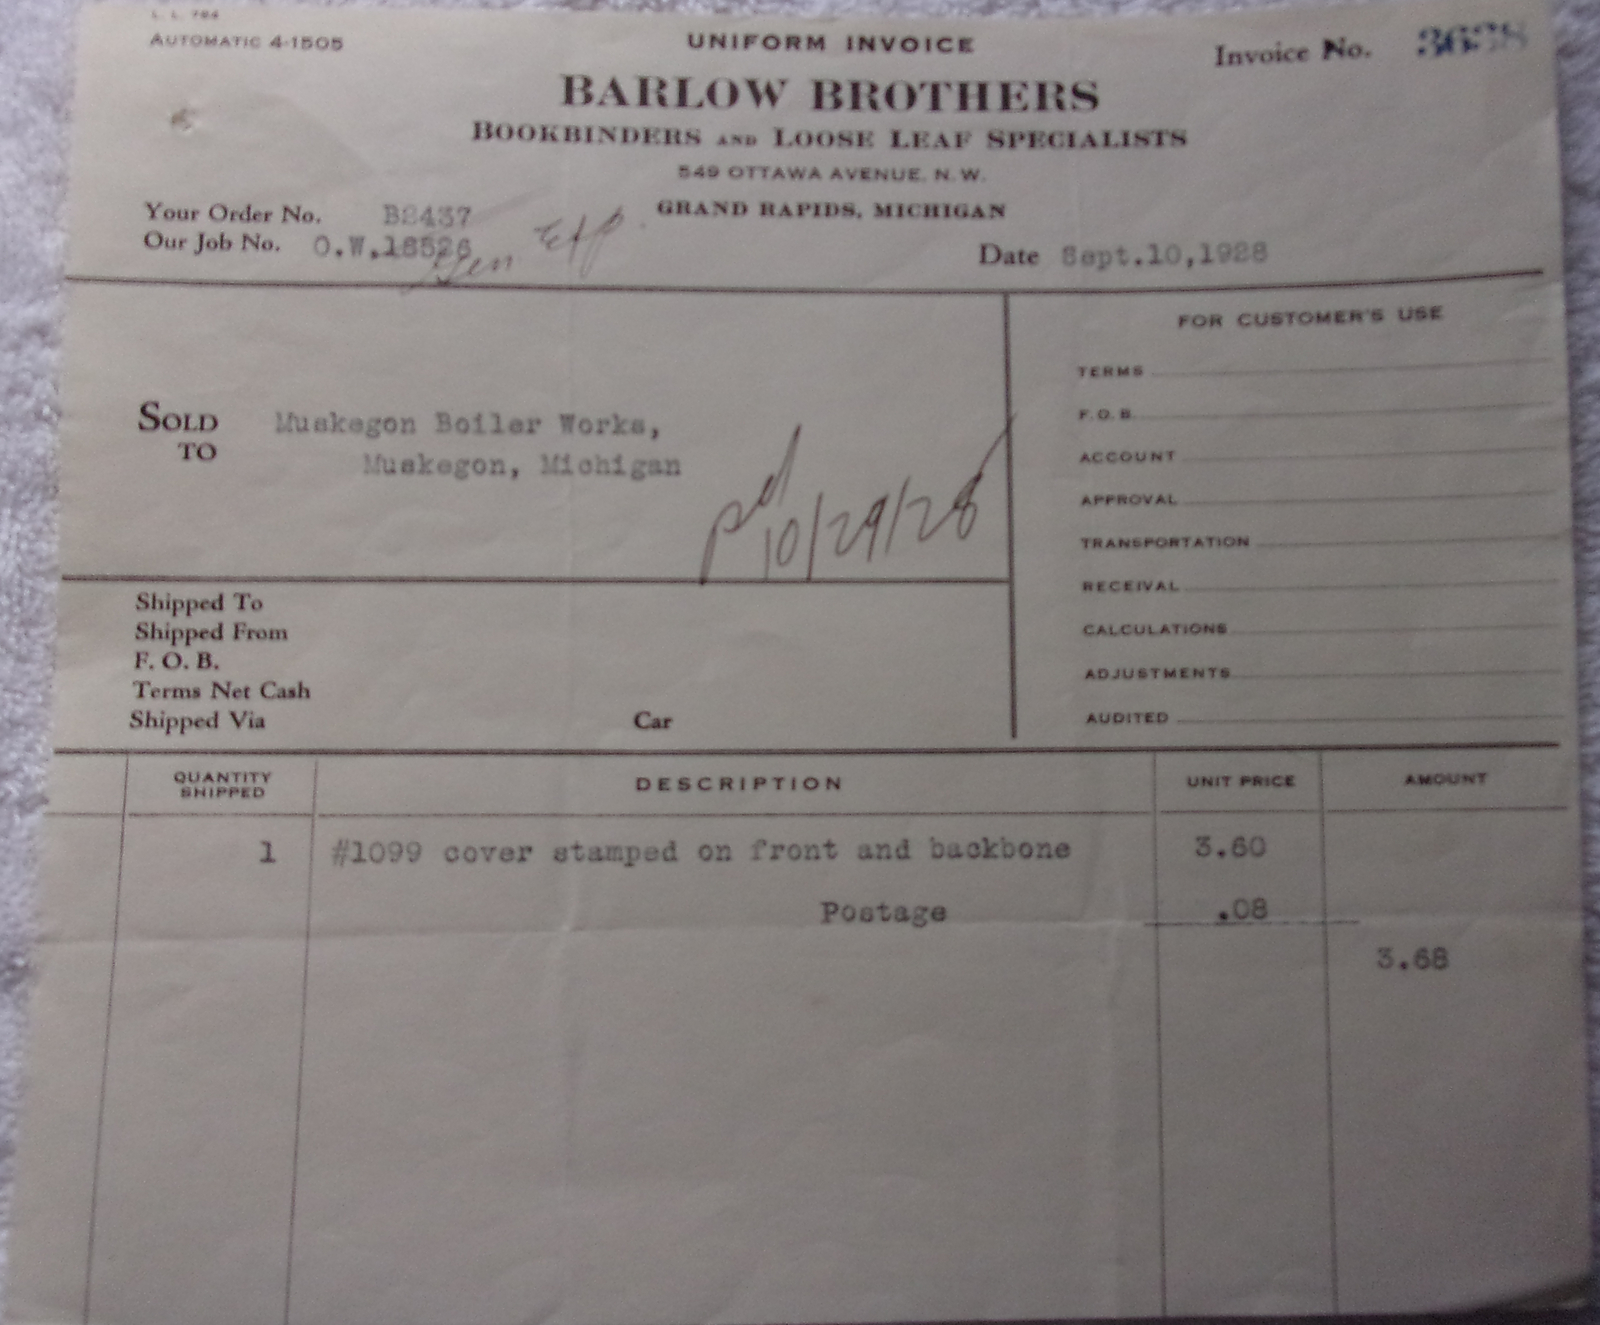 L. L. 784
AUTOMATIC 4-1505
UNIFORM INVOICE
Invoice No.
BARLOW BROTHERS
BOOKBINDERS AND LOOSE LEAF SPECIALISTS
549 OTTAWA AVENUE, N. W.
GRAND RAPIDS, MICHIGAN
Your Order No. B2437
Our Job No. O.W.16526
Gen Exp.
Date Sept.10,1928
SOLD TO
Muskegon Boiler Works,
Muskegon, Michigan
pd 10/29/28
FOR CUSTOMER'S USE
TERMS
F. O. B.
ACCOUNT
APPROVAL
TRANSPORTATION
RECEIVAL
CALCULATIONS
ADJUSTMENTS
AUDITED
Shipped To
Shipped From
F. O. B.
Terms Net Cash
Shipped Via Car
QUANTITY SHIPPED DESCRIPTION UNIT PRICE AMOUNT
1 #1099 cover stamped on front and backbone 3.60
Postage .08
3.68